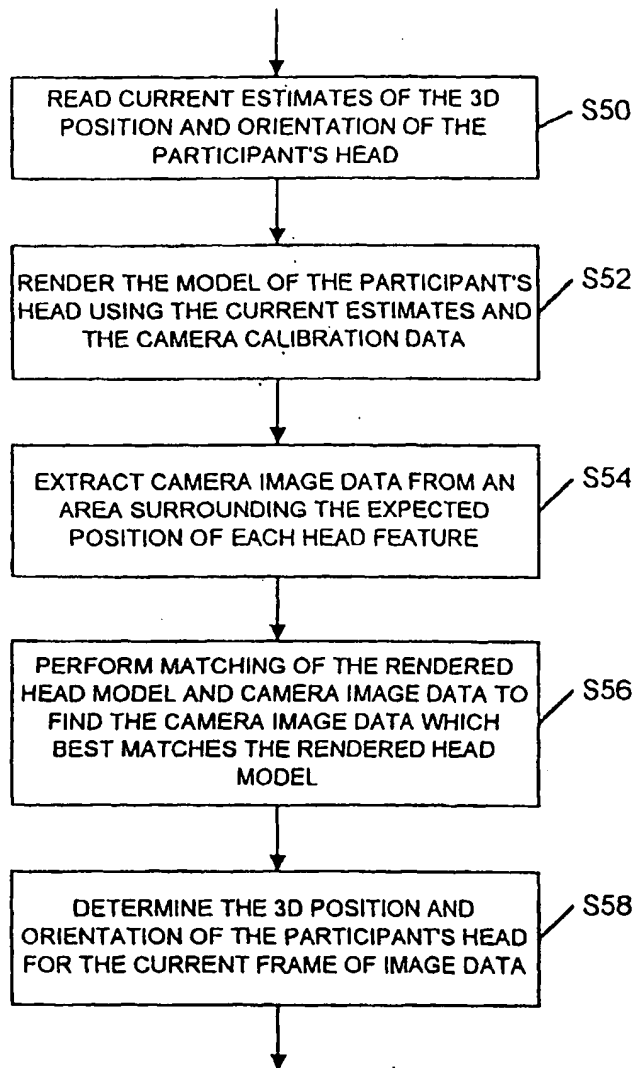 READ CURRENT ESTIMATES OF THE 3D
POSITION AND ORIENTATION OF THE
PARTICIPANT'S HEAD
S50
RENDER THE MODEL OF THE PARTICIPANT'S
HEAD USING THE CURRENT ESTIMATES AND
THE CAMERA CALIBRATION DATA
S52
EXTRACT CAMERA IMAGE DATA FROM AN
AREA SURROUNDING THE EXPECTED
POSITION OF EACH HEAD FEATURE
S54
PERFORM MATCHING OF THE RENDERED
HEAD MODEL AND CAMERA IMAGE DATA TO
FIND THE CAMERA IMAGE DATA WHICH
BEST MATCHES THE RENDERED HEAD
MODEL
S56
DETERMINE THE 3D POSITION AND
ORIENTATION OF THE PARTICIPANT'S HEAD
FOR THE CURRENT FRAME OF IMAGE DATA
S58